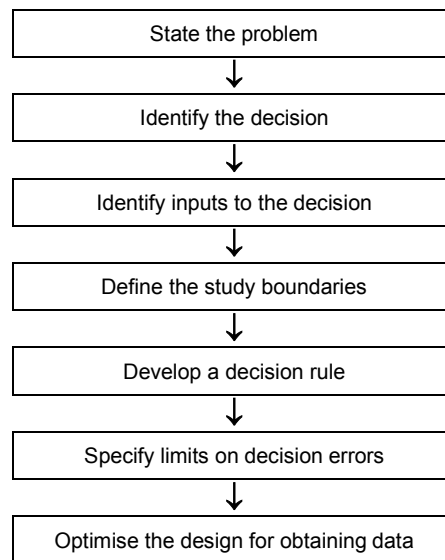 State the problem
Identify the decision
Identify inputs to the decision
Define the study boundaries
Develop a decision rule
Specify limits on decision errors
Optimise the design for obtaining data